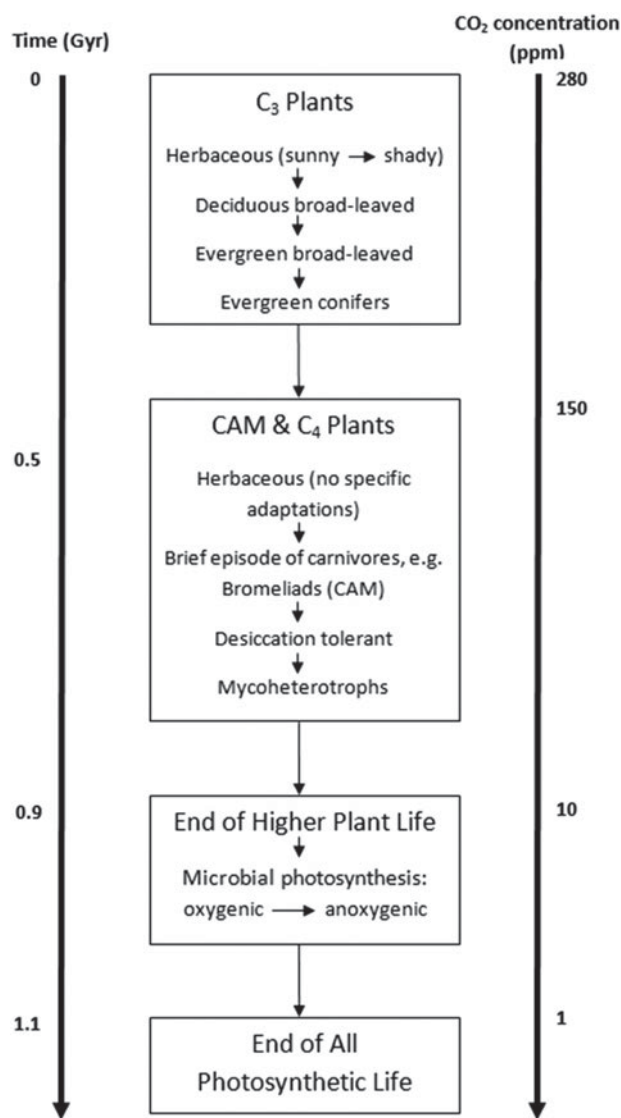 Time (Gyr)
CO₂ concentration
(ppm)
0
280
C₃ Plants
Herbaceous (sunny → shady)
Deciduous broad-leaved
Evergreen broad-leaved
Evergreen conifers
150
CAM & C₄ Plants
0.5
Herbaceous (no specific
adaptations)
Brief episode of carnivores, e.g.
Bromeliads (CAM)
Desiccation tolerant
Mycoheterotrophs
0.9
10
End of Higher Plant Life
Microbial photosynthesis:
oxygenic → anoxygenic
1.1
1
End of All
Photosynthetic Life